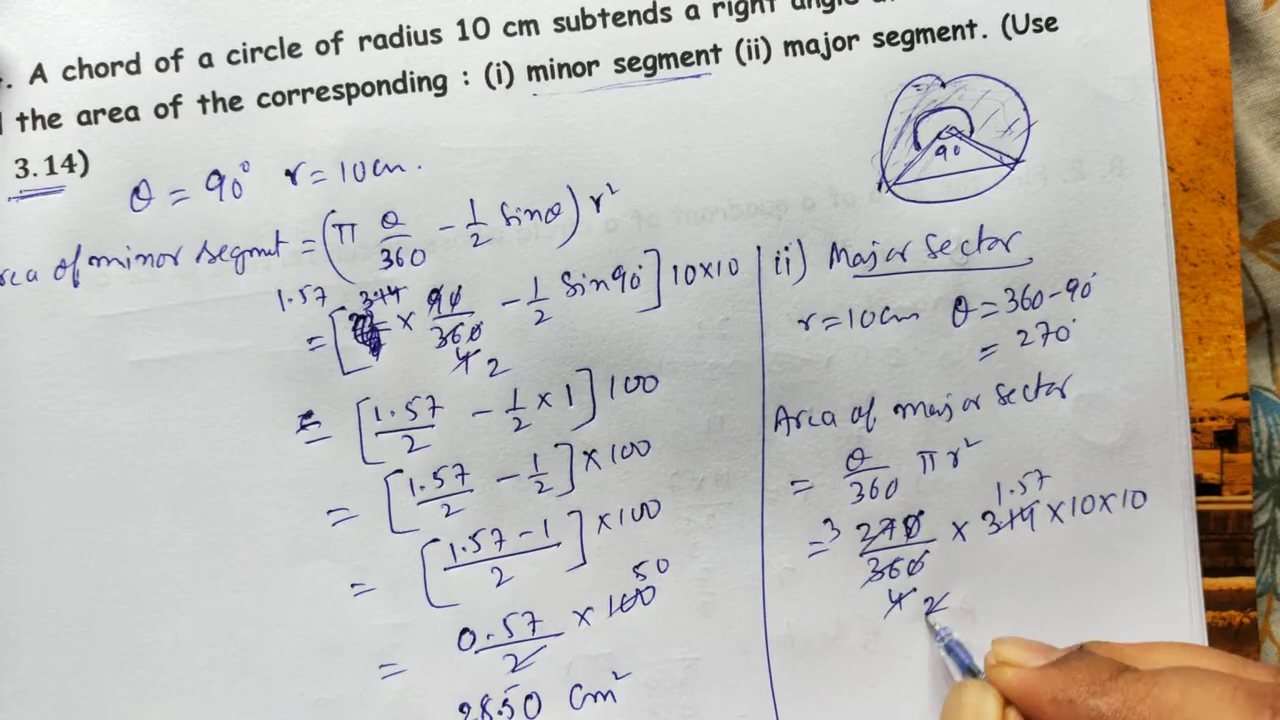 . A chord of a circle of radius 10 cm subtends a right angle
the area of the corresponding : (i) minor segment (ii) major segment. (Use
3.14)
θ = 90° r = 10 cm.
Area of minor segment = (π θ/360 - 1/2 sinθ) r²
= [3.14 1.57 × 90/360 4 2 - 1/2 sin90°] 10×10
= [1.57/2 - 1/2 × 1] 100
= [1.57/2 - 1/2] × 100
= [1.57 - 1/2] × 100
= 0.57/2 × 100 50
28.50 cm²
90
ii) Major Sector
r = 10cm θ = 360 - 90°
= 270°
Area of major sector
= θ/360 πr²
= 3 270/360 4 2 × 3.14 1.57 × 10 × 10